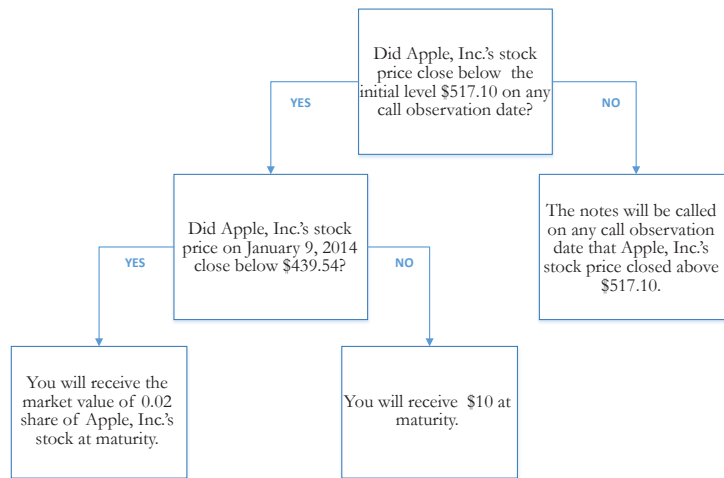 Did Apple, Inc.'s stock
price close below the
initial level $517.10 on any
call observation date?
YES
NO
Did Apple, Inc.'s stock
price on January 9, 2014
close below $439.54?
The notes will be called
on any call observation
date that Apple, Inc.'s
stock price closed above
$517.10.
YES
NO
You will receive the
market value of 0.02
share of Apple, Inc.'s
stock at maturity.
You will receive $10 at
maturity.